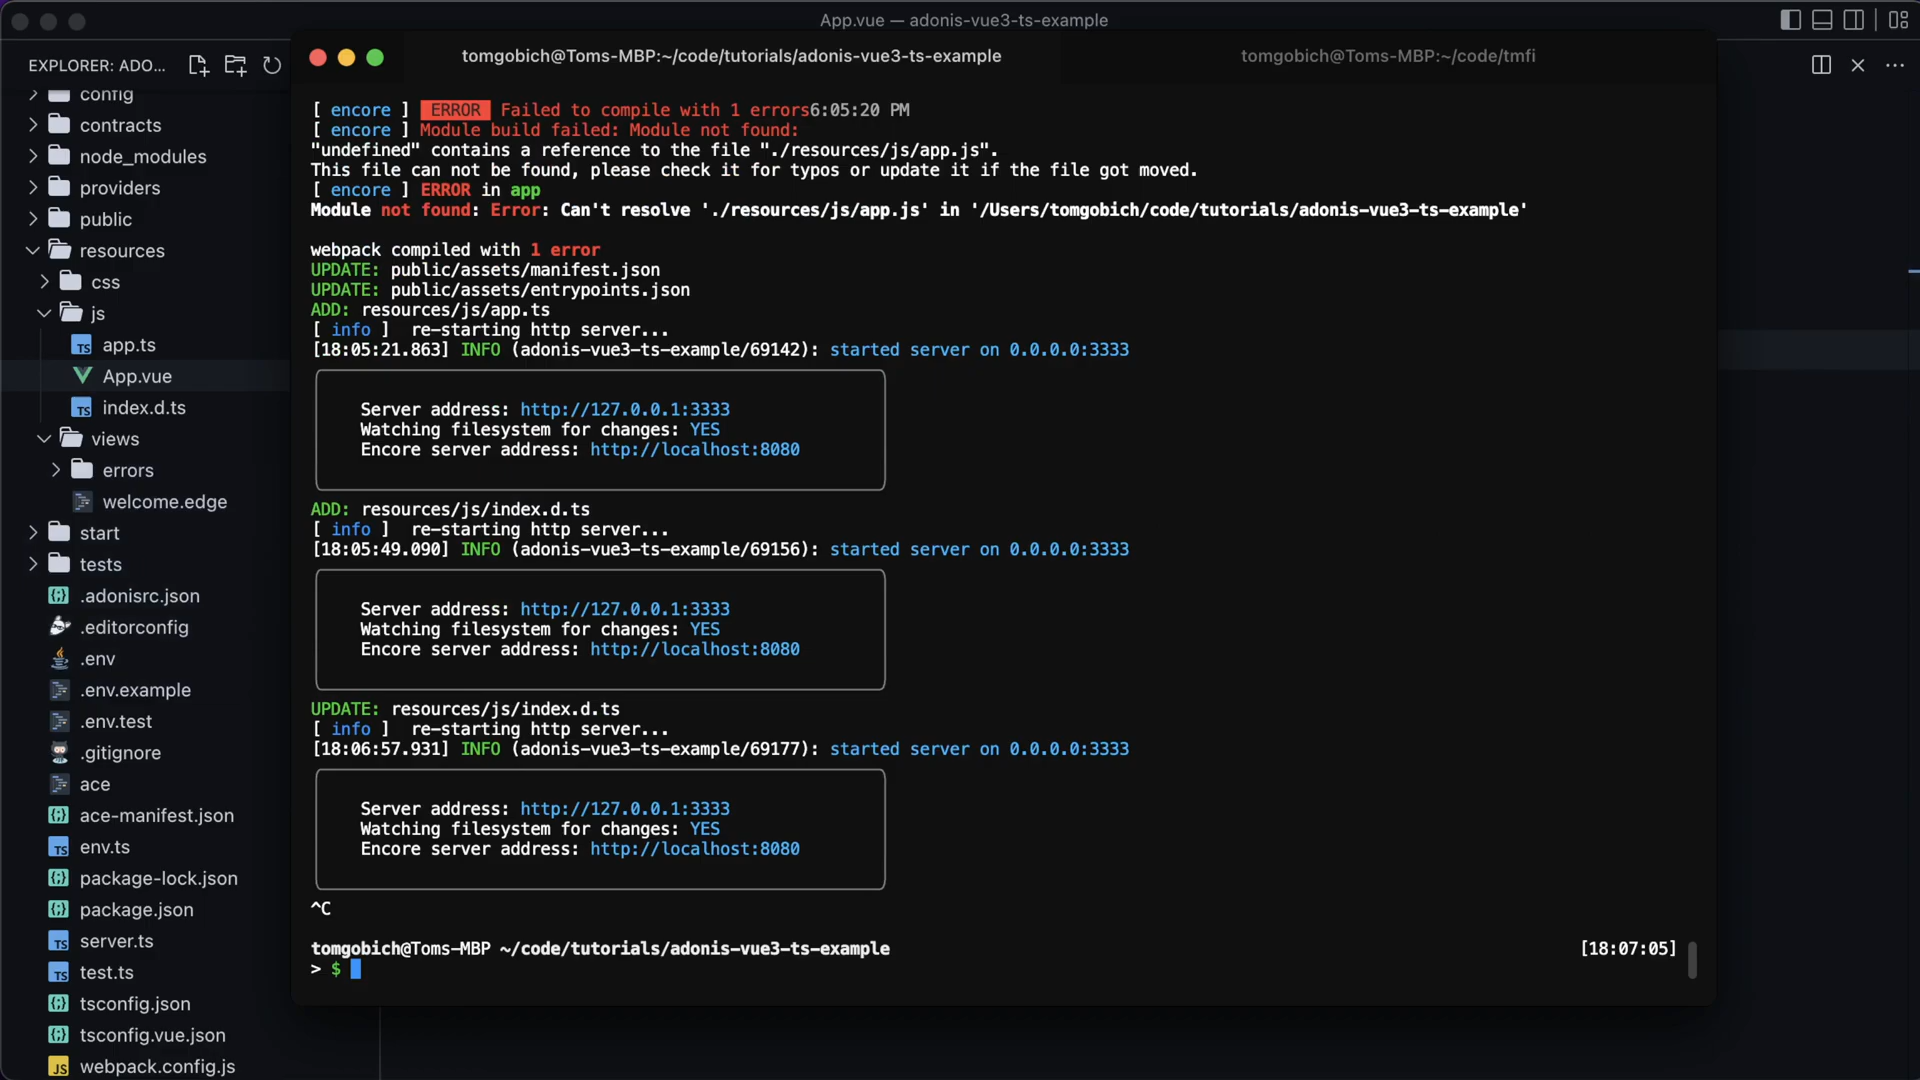 App.vue — adonis-vue3-ts-example
EXPLORER: ADO...
config
contracts
node_modules
providers
public
resources
css
js
app.ts
App.vue
index.d.ts
views
errors
welcome.edge
start
tests
.adonisrc.json
.editorconfig
.env
.env.example
.env.test
.gitignore
ace
ace-manifest.json
env.ts
package-lock.json
package.json
server.ts
test.ts
tsconfig.json
tsconfig.vue.json
webpack.config.js
tomgobich@Toms-MBP:~/code/tutorials/adonis-vue3-ts-example
tomgobich@Toms-MBP:~/code/tmfi
[ encore ] ERROR Failed to compile with 1 errors6:05:20 PM
[ encore ] Module build failed: Module not found:
"undefined" contains a reference to the file "./resources/js/app.js".
This file can not be found, please check it for typos or update it if the file got moved.
[ encore ] ERROR in app
Module not found: Error: Can't resolve './resources/js/app.js' in '/Users/tomgobich/code/tutorials/adonis-vue3-ts-example'
webpack compiled with 1 error
UPDATE: public/assets/manifest.json
UPDATE: public/assets/entrypoints.json
ADD: resources/js/app.ts
[ info ] re-starting http server...
[18:05:21.863] INFO (adonis-vue3-ts-example/69142): started server on 0.0.0.0:3333
Server address: http://127.0.0.1:3333
Watching filesystem for changes: YES
Encore server address: http://localhost:8080
ADD: resources/js/index.d.ts
[ info ] re-starting http server...
[18:05:49.090] INFO (adonis-vue3-ts-example/69156): started server on 0.0.0.0:3333
Server address: http://127.0.0.1:3333
Watching filesystem for changes: YES
Encore server address: http://localhost:8080
UPDATE: resources/js/index.d.ts
[ info ] re-starting http server...
[18:06:57.931] INFO (adonis-vue3-ts-example/69177): started server on 0.0.0.0:3333
Server address: http://127.0.0.1:3333
Watching filesystem for changes: YES
Encore server address: http://localhost:8080
^C
tomgobich@Toms-MBP ~/code/tutorials/adonis-vue3-ts-example [18:07:05]
> $